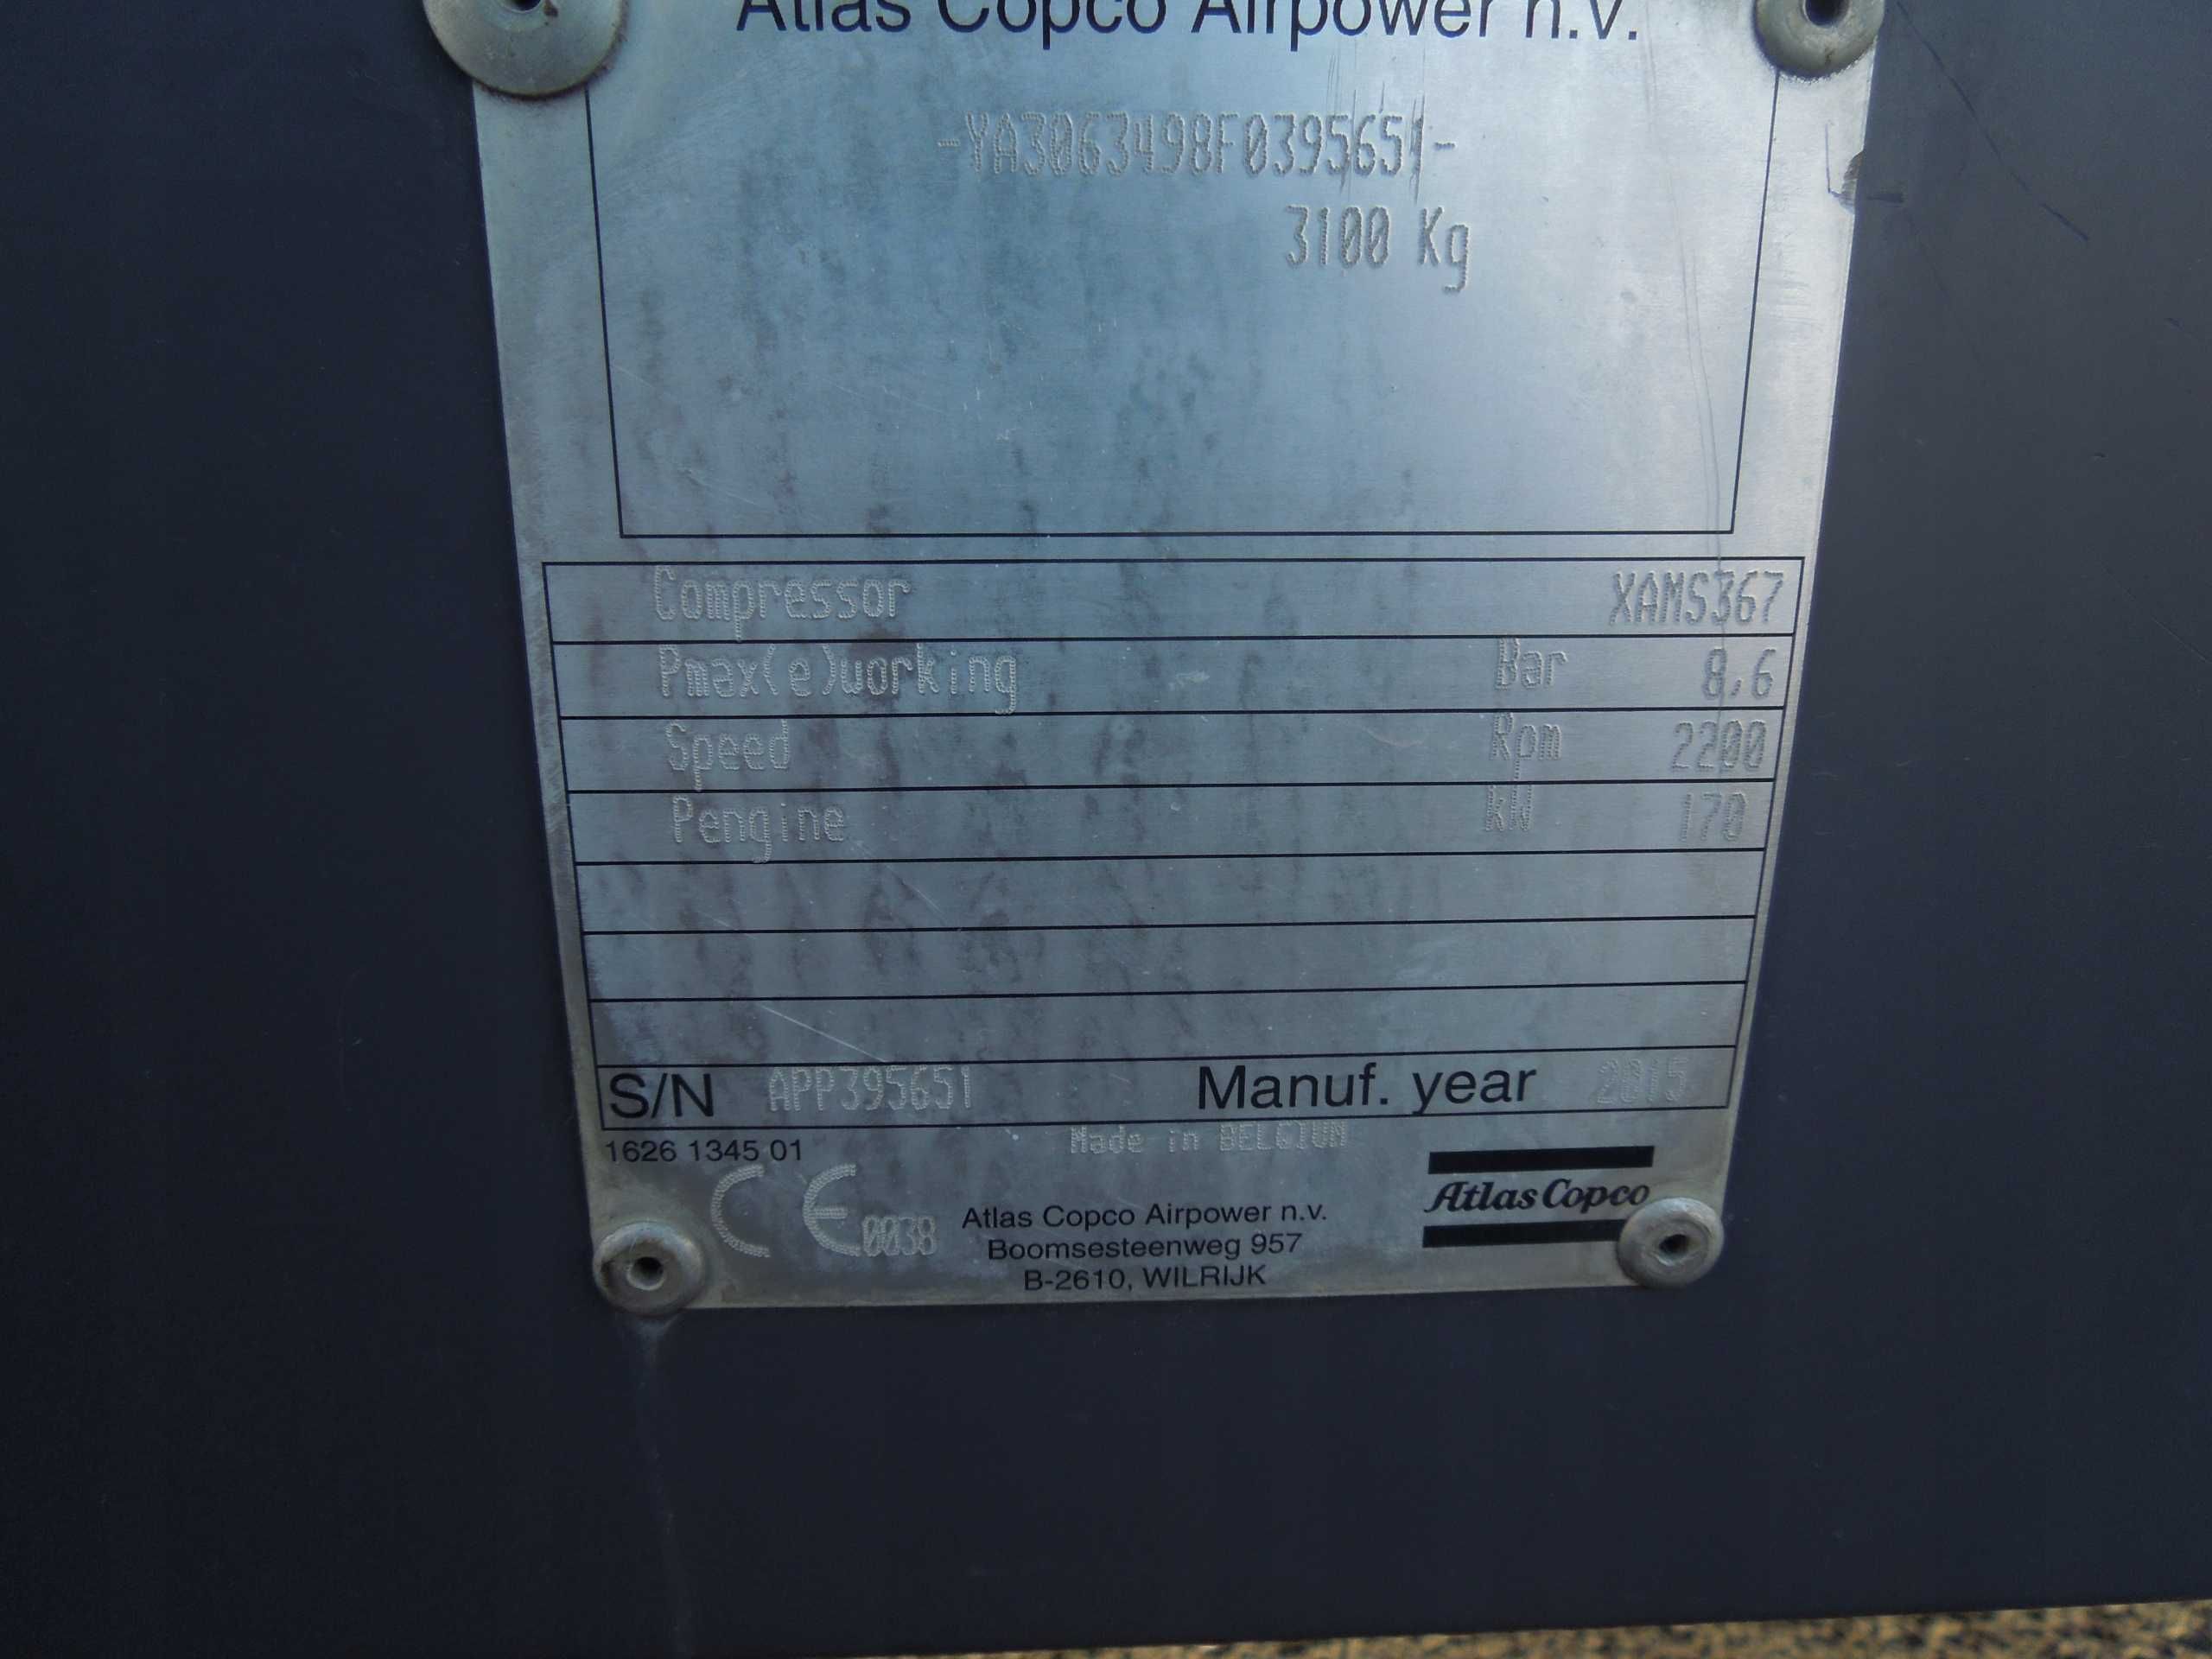 Atlas Copco Airpower n.v.
-YA3063498F0395651-
3100 Kg
Compressor XAMS367
Pmax(e)working Bar 8,6
Speed Rpm 2200
Pengine kW 170
S/N APP395651 Manuf. year 2015
1626 1345 01 Made in BELGIUM
CE 0038
Atlas Copco Airpower n.v.
Boomsesteenweg 957
B-2610, WILRIJK
Atlas Copco